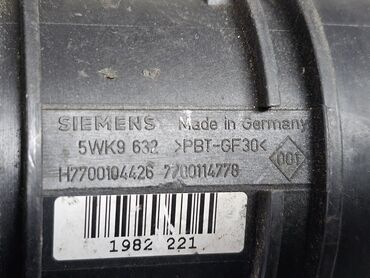 SIEMENS Made in Germany
5WK9 632 >PBT-GF30< 001
H7700104426 7700114778
1982 221